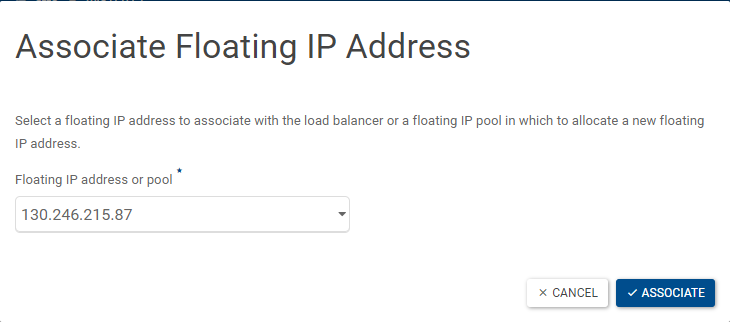 Associate Floating IP Address
Select a floating IP address to associate with the load balancer or a floating IP pool in which to allocate a new floating
IP address.
Floating IP address or pool *
130.246.215.87
CANCEL
ASSOCIATE